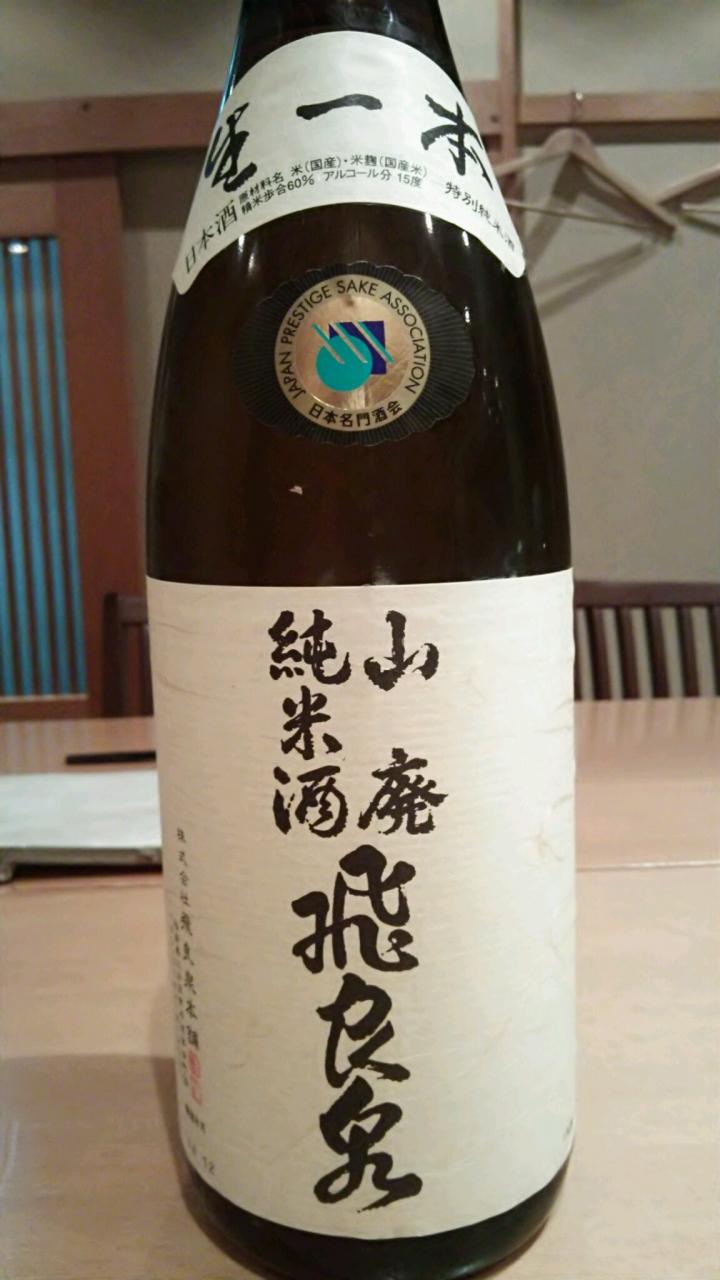 生一本
原材料名 米(国産)・米麹(国産米)
精米歩合60% アルコール分 15度
日本酒
特別純米酒
JAPAN PRESTIGE SAKE ASSOCIATION
日本名門酒会
山廃
純米酒
飛良泉
株式会社飛良泉本舗